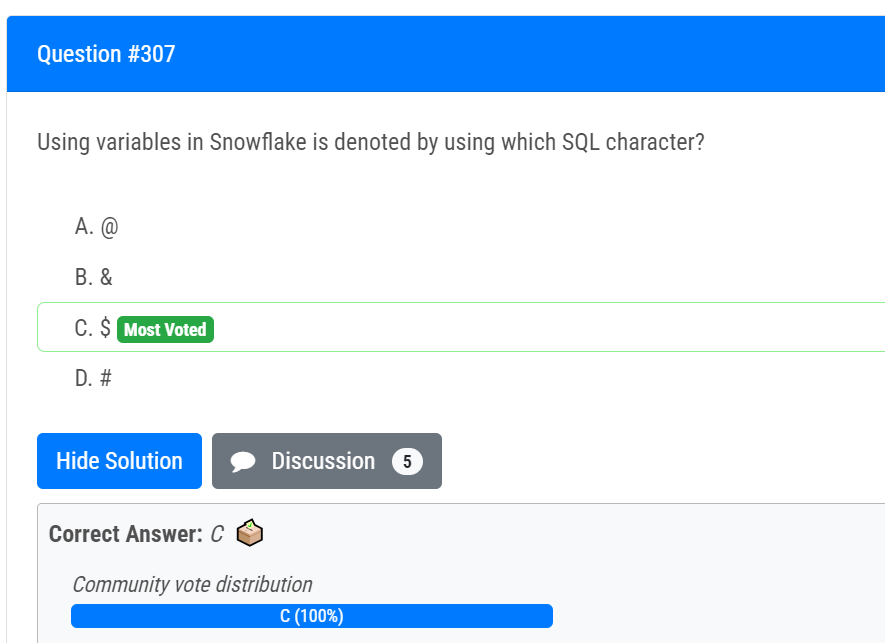 Question #307
Using variables in Snowflake is denoted by using which SQL character?
A. @
B. &
C. $ Most Voted
D. #
Hide Solution
Discussion 5
Correct Answer: C
Community vote distribution
C (100%)